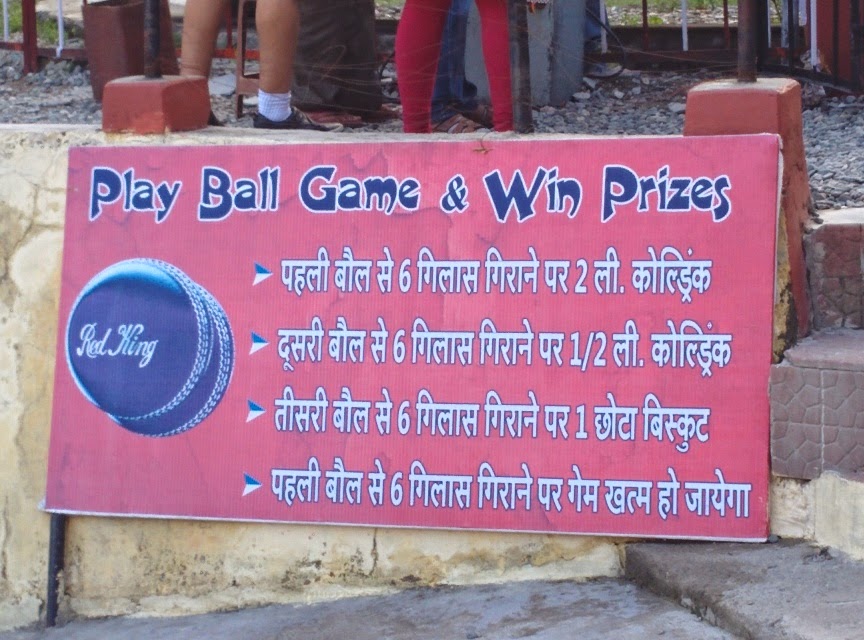 Play Ball Game & Win Prizes
Red King
पहली बौल से 6 गिलास गिराने पर 2 ली. कोल्ड्रिंक
दूसरी बौल से 6 गिलास गिराने पर 1/2 ली. कोल्ड्रिंक
तीसरी बौल से 6 गिलास गिराने पर 1 छोटा बिस्कुट
पहली बौल से 6 गिलास गिराने पर गेम खत्म हो जायेगा